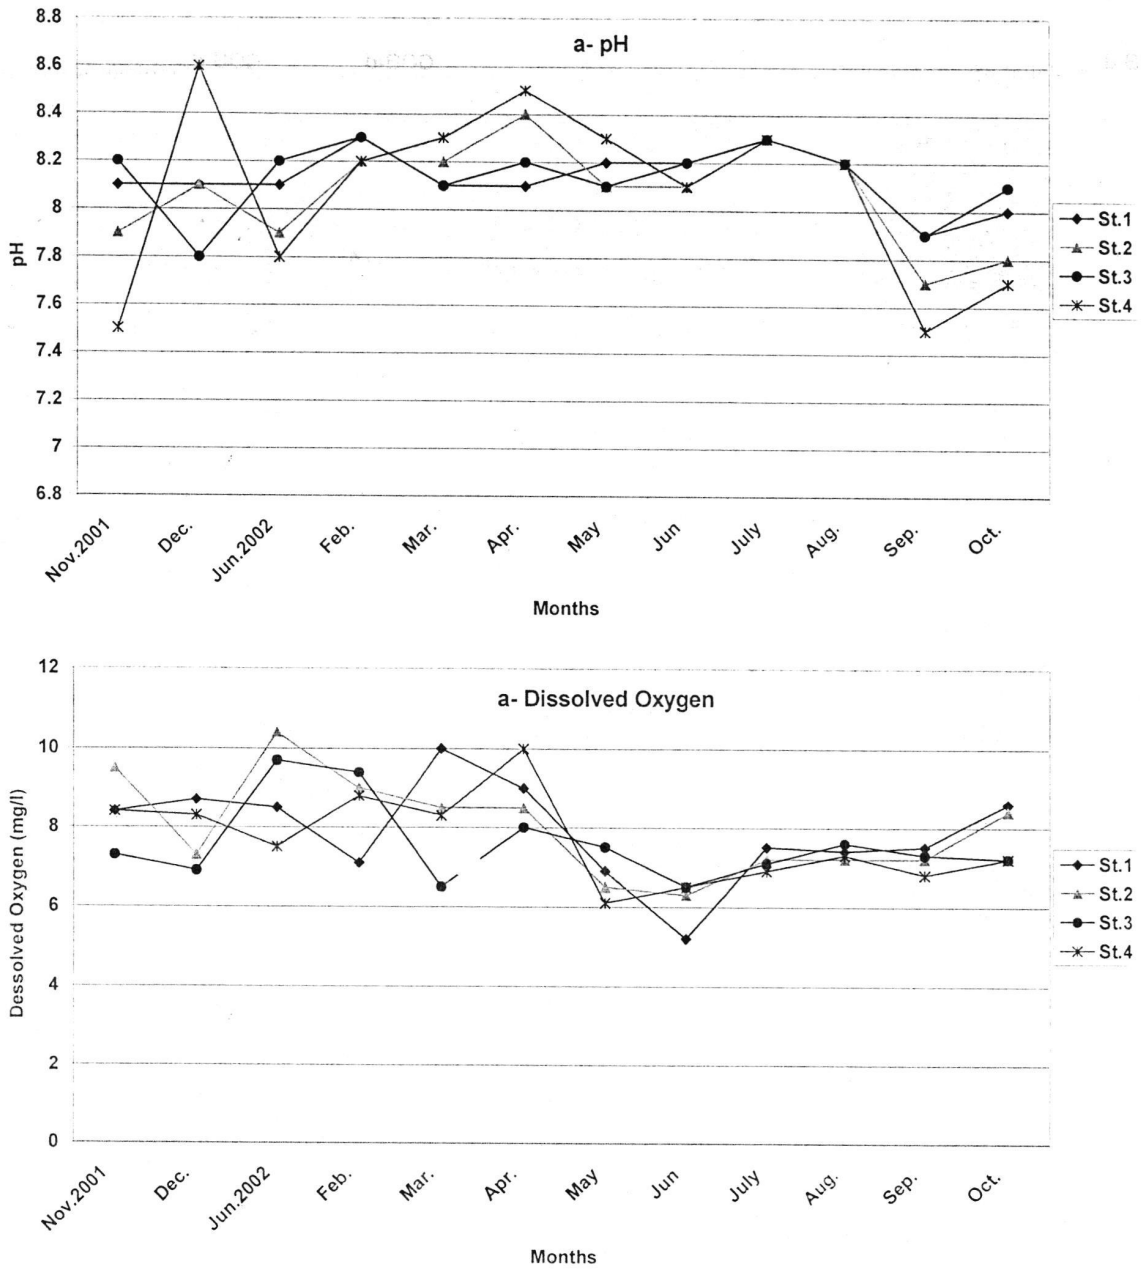 a- pH
8.8
8.6
8.4
8.2
8
7.8
7.6
7.4
7.2
7
6.8
pH
Nov.2001
Dec.
Jun.2002
Feb.
Mar.
Apr.
May
Jun
July
Aug.
Sep.
Oct.
Months
St.1
St.2
St.3
St.4
a- Dissolved Oxygen
12
10
8
6
4
2
0
Dessolved Oxygen (mg/l)
Nov.2001
Dec.
Jun.2002
Feb.
Mar.
Apr.
May
Jun
July
Aug.
Sep.
Oct.
Months
St.1
St.2
St.3
St.4